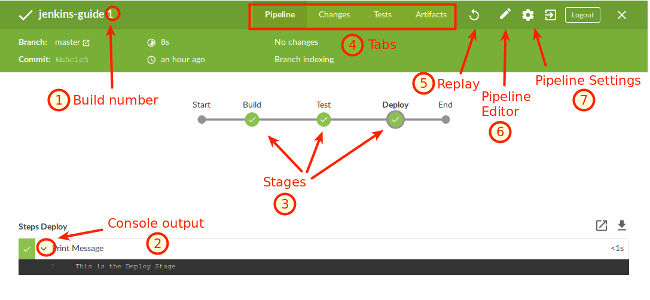 jenkins-guide 1
Pipeline Changes Tests Artifacts
Logout
Branch: master 8s No changes
Commit: 6b5c1c5 an hour ago Branch indexing
4 Tabs
1 Build number
5 Replay
Pipeline Settings
7
Pipeline
Editor
6
Start Build Test Deploy End
Stages
3
Steps Deploy
Console output
2
Print Message <1s
1 This is the Deploy Stage